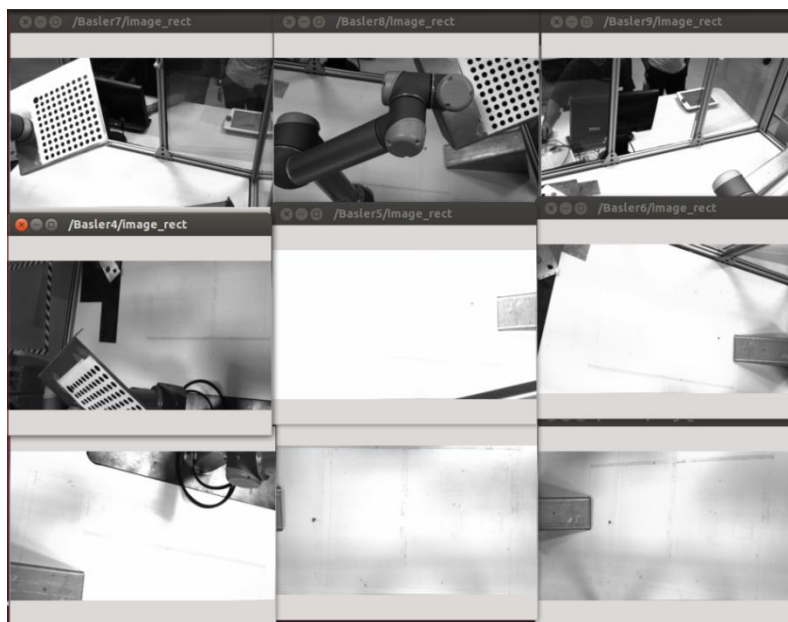 /Basler7/image_rect
/Basler8/image_rect
/Basler9/image_rect
/Basler4/image_rect
/Basler5/image_rect
/Basler6/image_rect